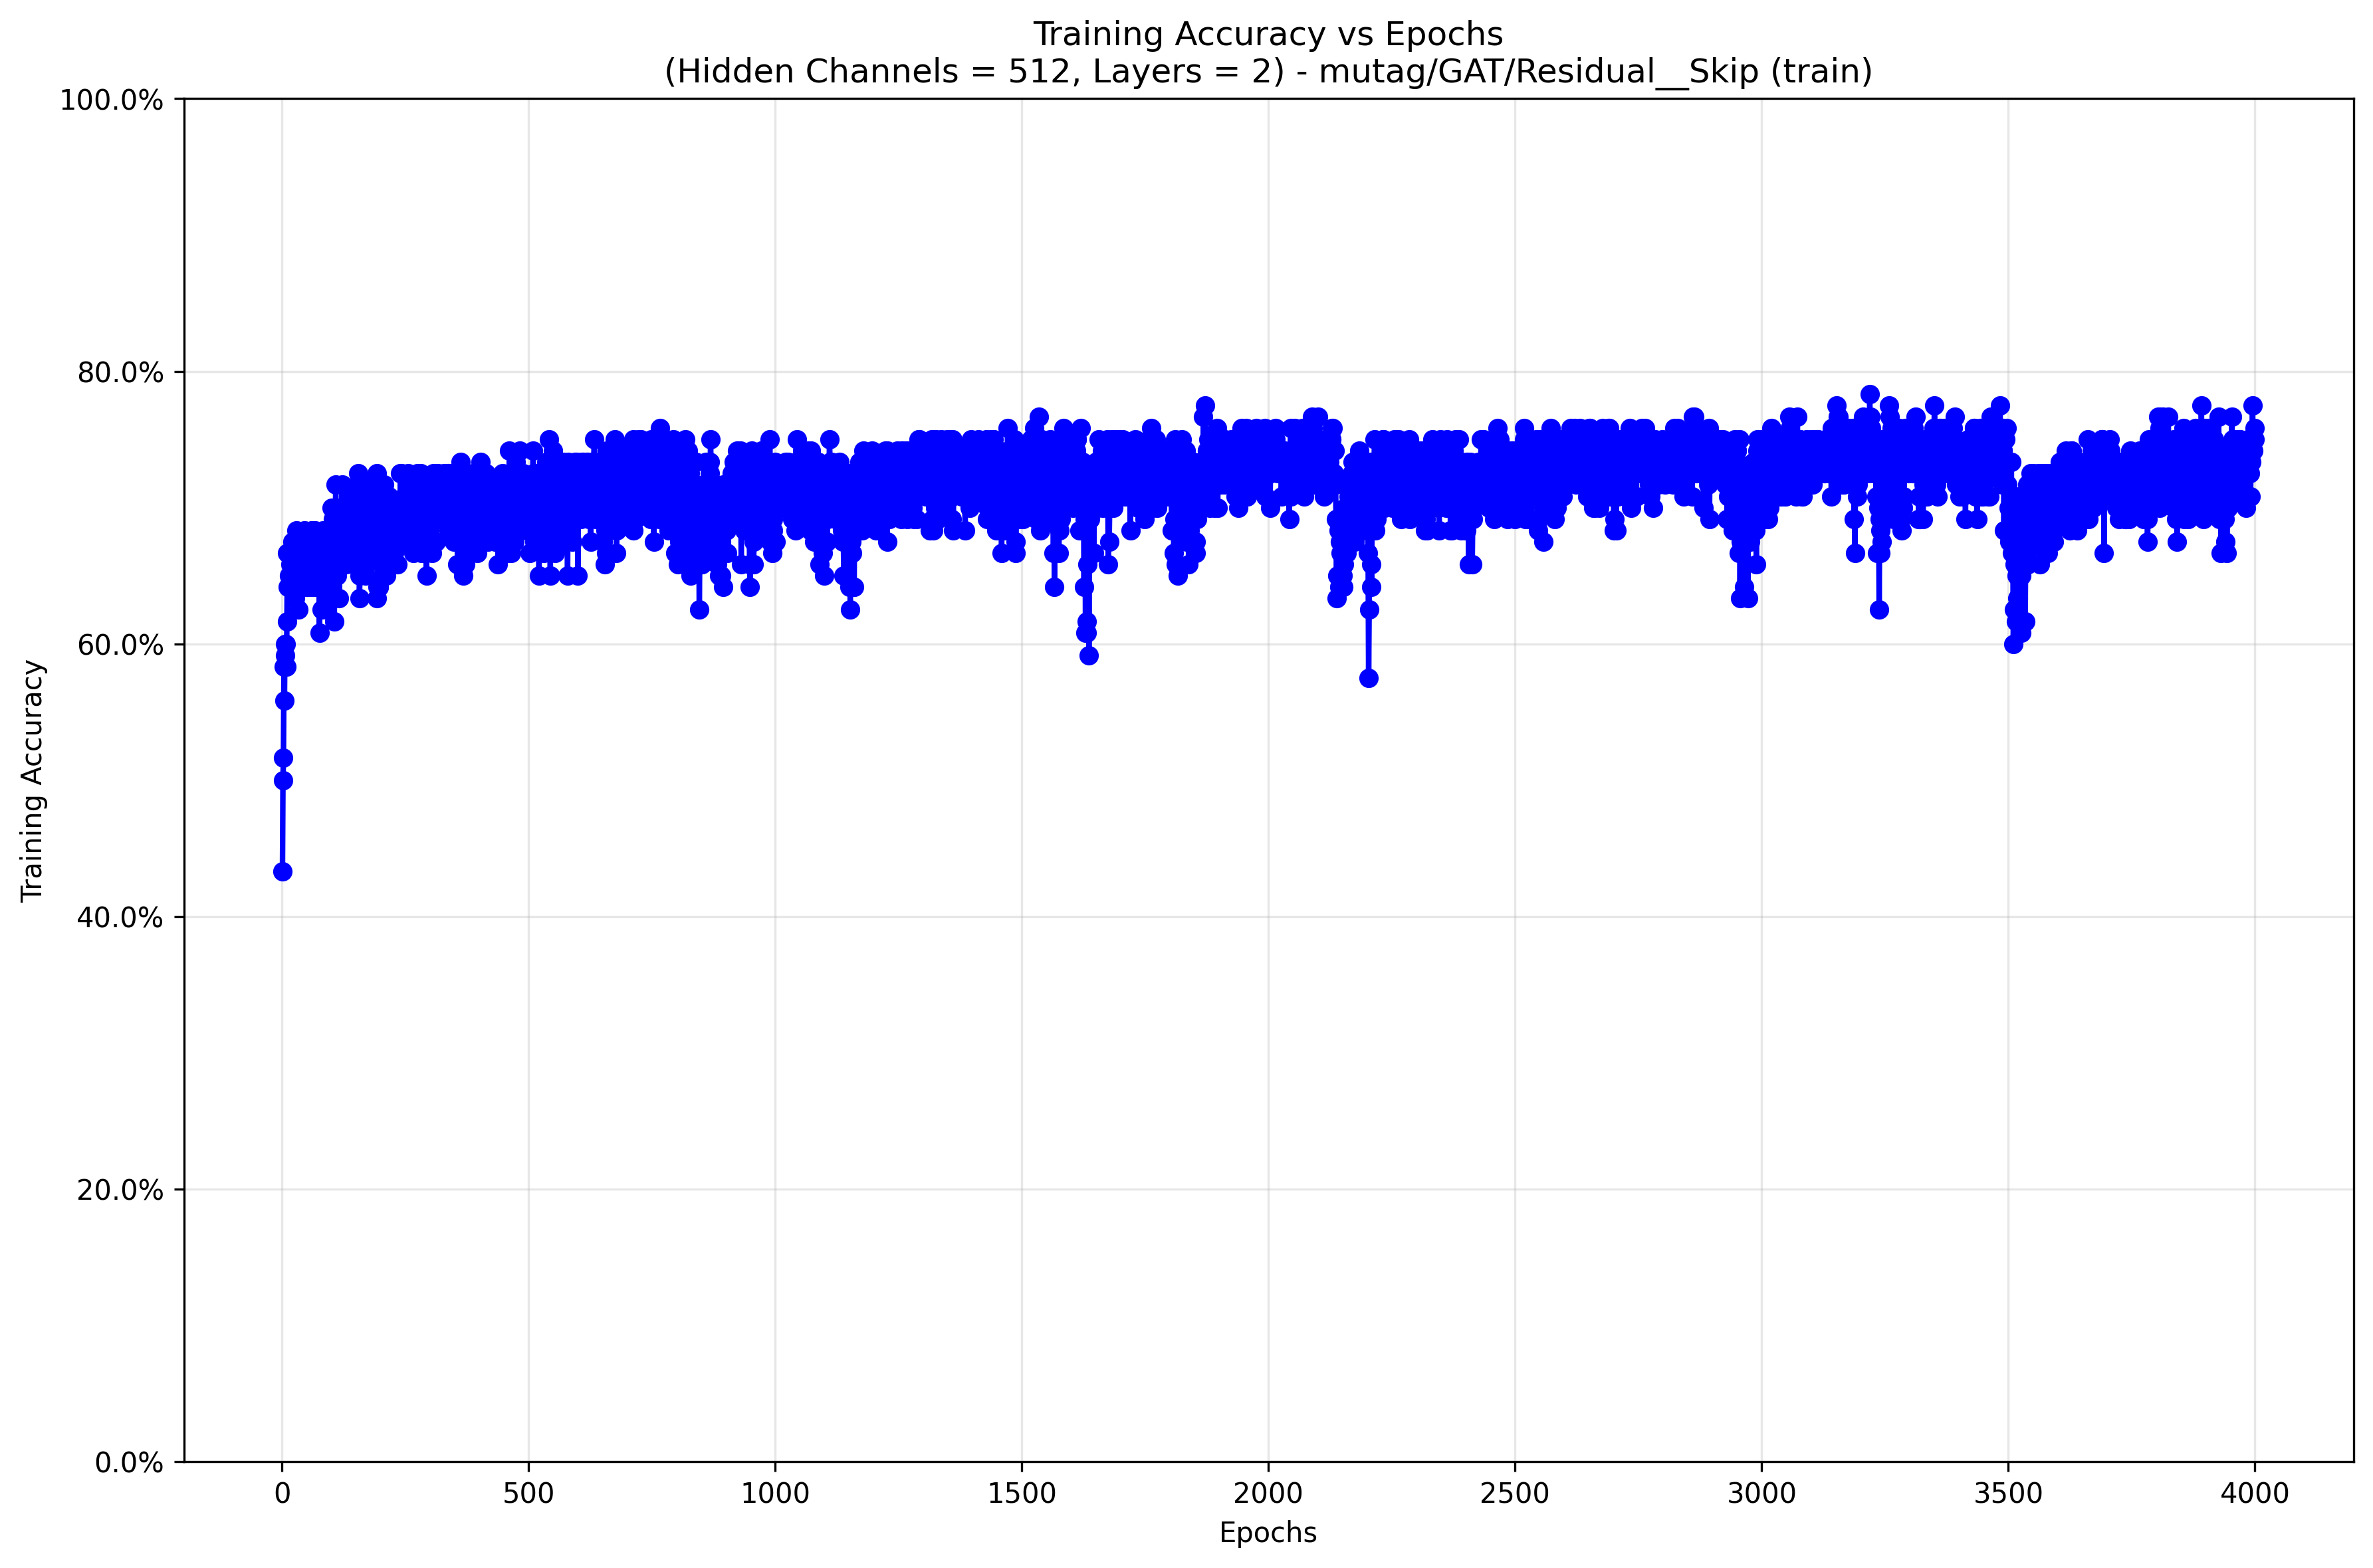 Training Accuracy vs Epochs
(Hidden Channels = 512, Layers = 2) - mutag/GAT/Residual__Skip (train)
100.0%
80.0%
60.0%
40.0%
20.0%
0.0%
Training Accuracy
0 500 1000 1500 2000 2500 3000 3500 4000
Epochs